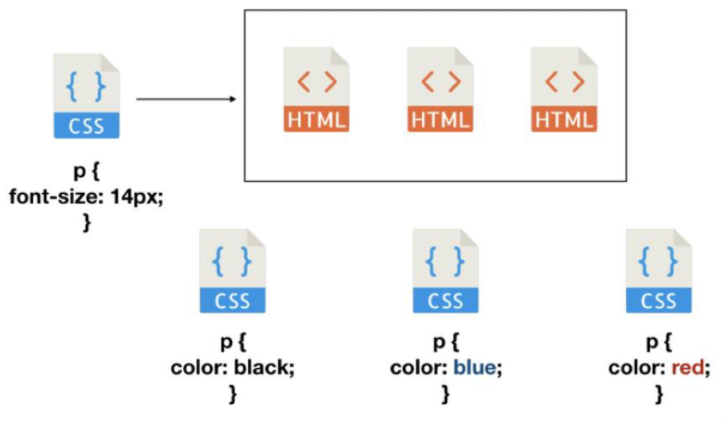 { }
CSS
< >
HTML
< >
HTML
< >
HTML
p {
font-size: 14px;
}
{ }
CSS
p {
color: black;
}
{ }
CSS
p {
color: blue;
}
{ }
CSS
p {
color: red;
}